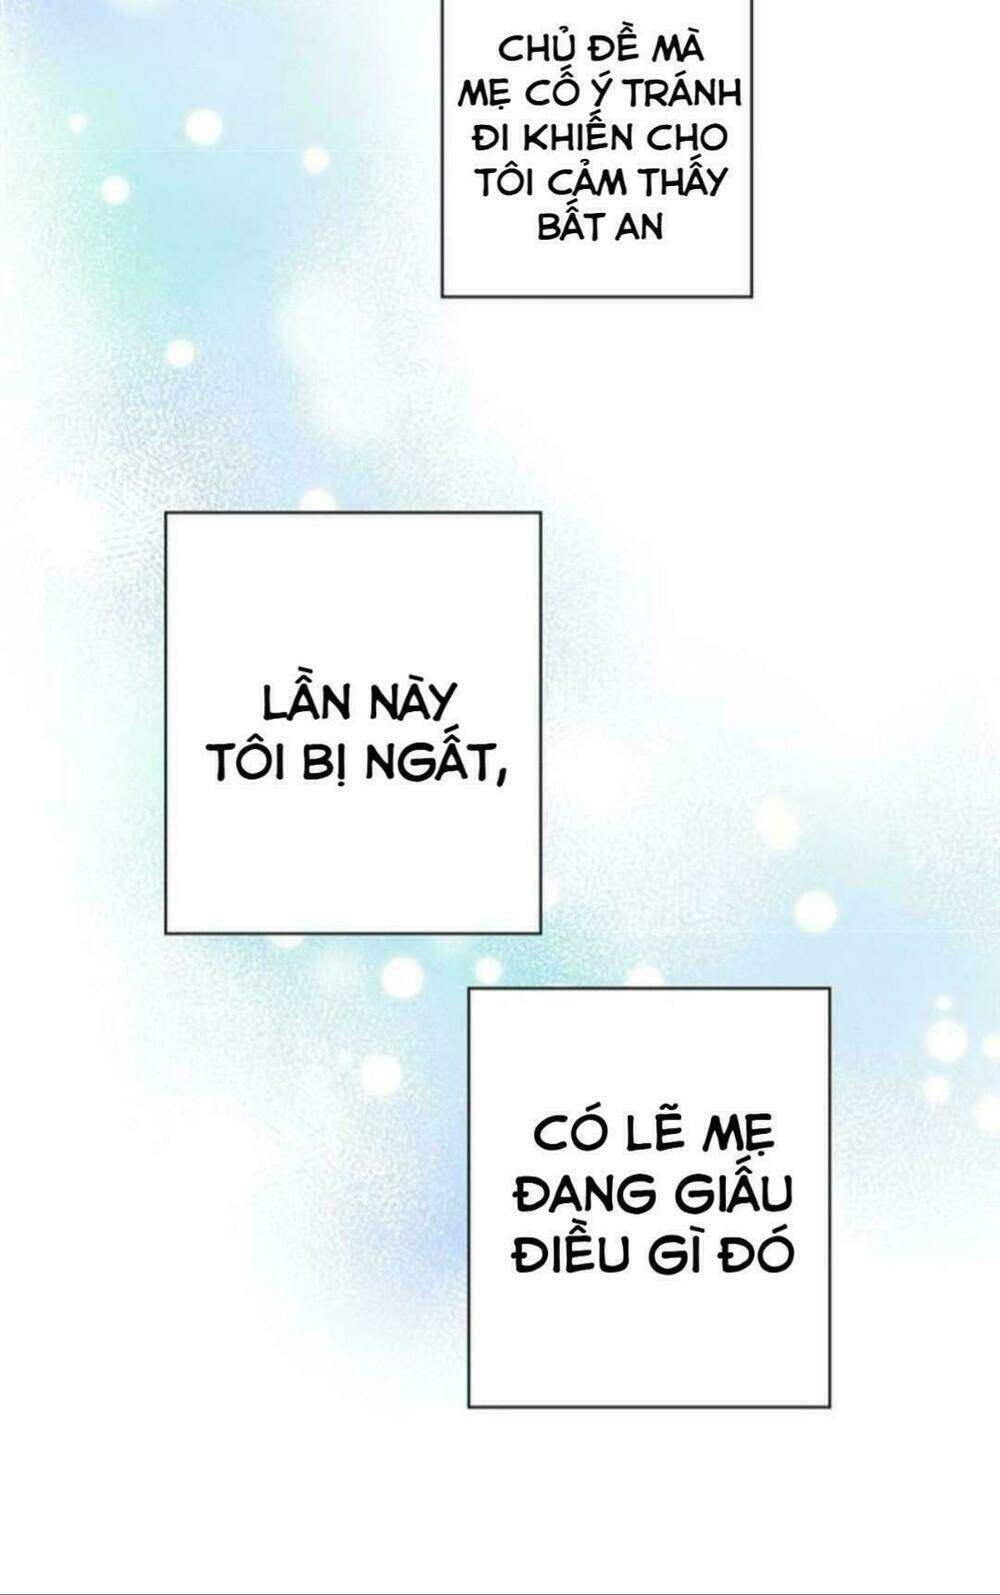 CHỦ ĐỀ MÀ
MẸ CỐ Ý TRÁNH
ĐI KHIẾN CHO
TÔI CẢM THẤY
BẤT AN
LẦN NÀY
TÔI BỊ NGẤT,
CÓ LẼ MẸ
ĐANG GIẤU
ĐIỀU GÌ ĐÓ